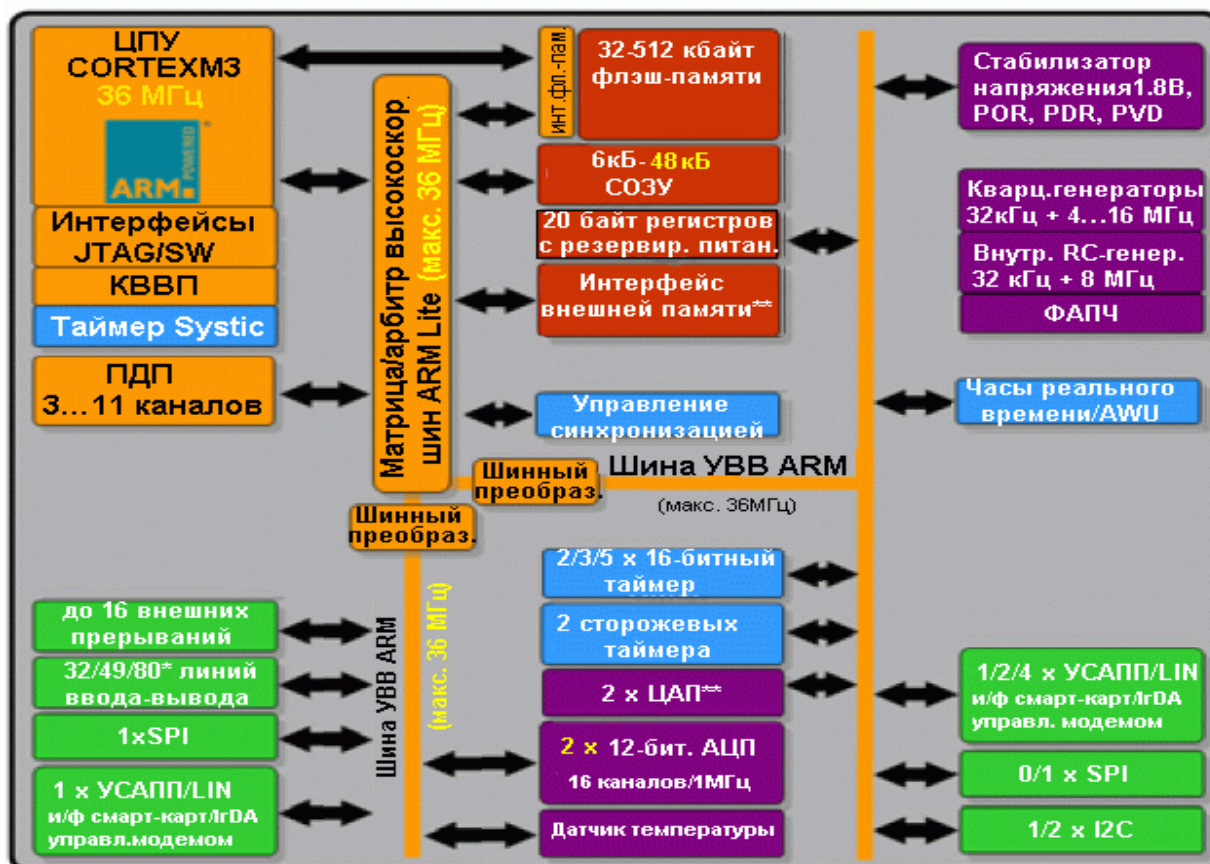 ЦПУ
CORTEXM3
36 МГц
ARM
POWERED
Интерфейсы
JTAG/SW
КВВП
Таймер Systic
ПДП
3...11 каналов
Матрица/арбитр высокоскор.
шин ARM Lite (макс. 36 МГц)
инт.фл.-пам.
32-512 кбайт
флэш-памяти
6кБ-48кБ
СОЗУ
20 байт регистров
с резервир. питан.
Интерфейс
внешней памяти**
Управление
синхронизацией
Стабилизатор
напряжения1.8В,
POR, PDR, PVD
Кварц.генераторы
32кГц + 4...16 МГц
Внутр. RC-генер.
32 кГц + 8 МГц
ФАПЧ
Часы реального
времени/AWU
Шинный
преобраз.
Шина УВВ ARM
(макс. 36МГц)
Шинный
преобраз.
Шина УВВ ARM
(макс. 36 МГц)
до 16 внешних
прерываний
32/49/80* линий
ввода-вывода
1xSPI
1 x УСАПП/LIN
и/ф смарт-карт/IrDA
управл.модемом
2/3/5 x 16-битный
таймер
2 сторожевых
таймера
2 x ЦАП**
2 x 12-бит. АЦП
16 каналов/1МГц
Датчик температуры
1/2/4 x УСАПП/LIN
и/ф смарт-карт/IrDA
управл. модемом
0/1 x SPI
1/2 x I2C